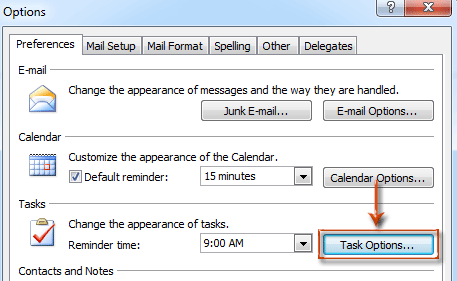 Options
Preferences Mail Setup Mail Format Spelling Other Delegates
E-mail
Change the appearance of messages and the way they are handled.
Junk E-mail... E-mail Options...
Calendar
Customize the appearance of the Calendar.
Default reminder: 15 minutes Calendar Options...
Tasks
Change the appearance of tasks.
Reminder time: 9:00 AM Task Options...
Contacts and Notes